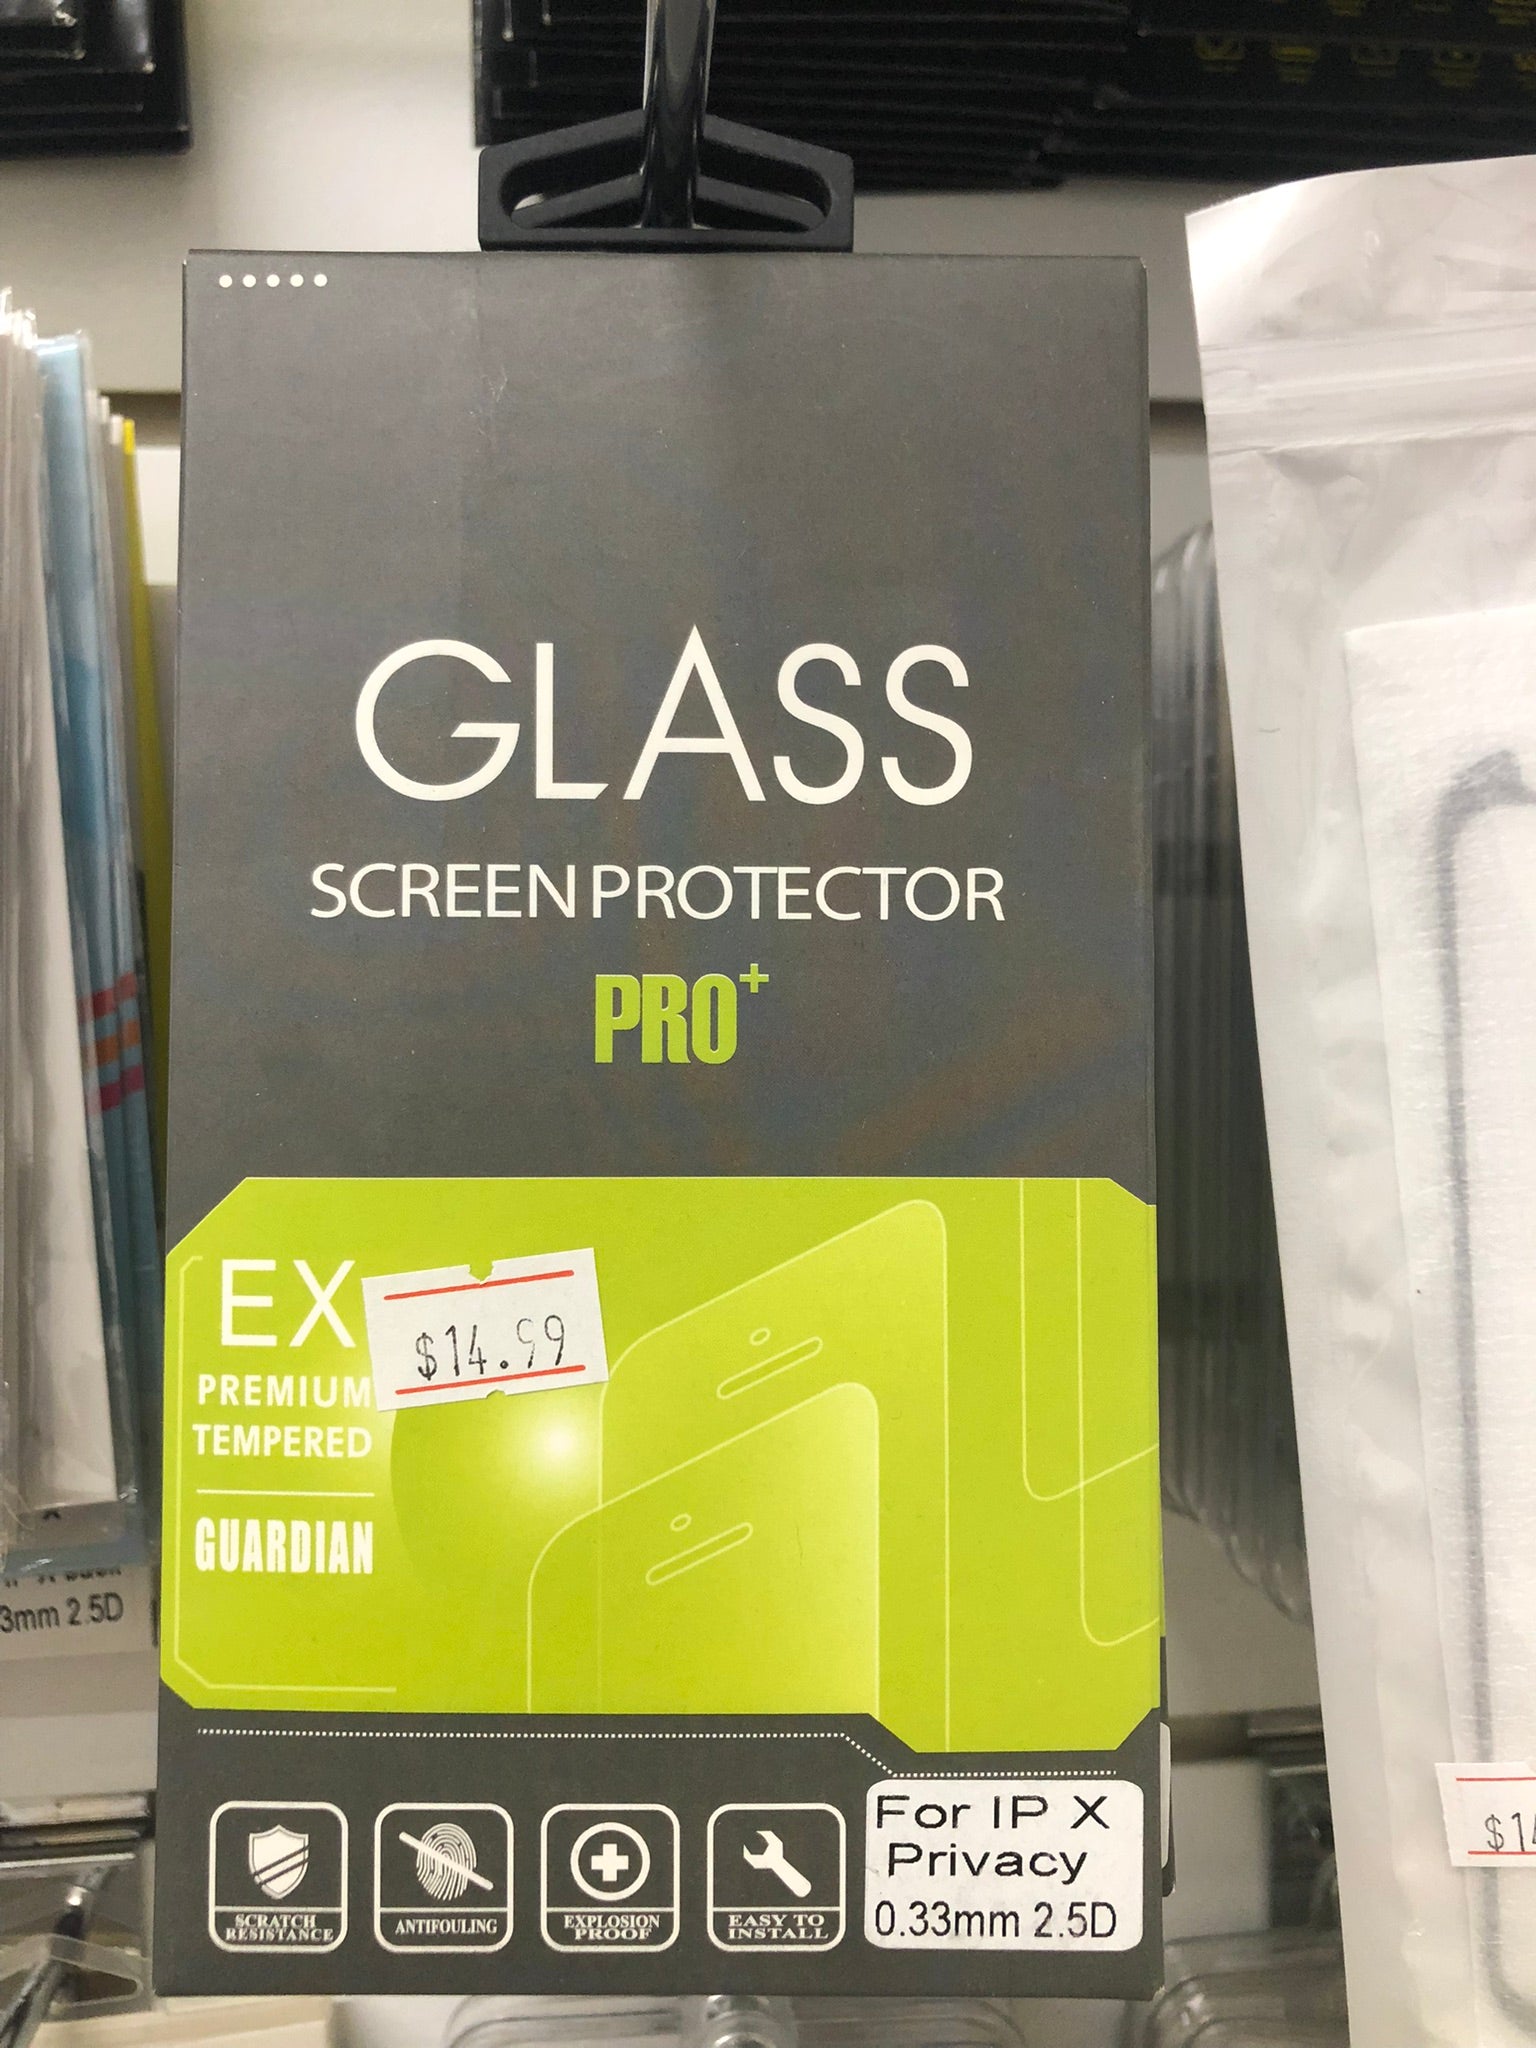 GLASS
SCREEN PROTECTOR
PRO+
EX
$14.99
PREMIUM
TEMPERED
GUARDIAN
SCRATCH
RESISTANCE
ANTIFOULING
EXPLOSION
PROOF
EASY TO
INSTALL
For IP X
Privacy
0.33mm 2.5D
3mm 2.5D